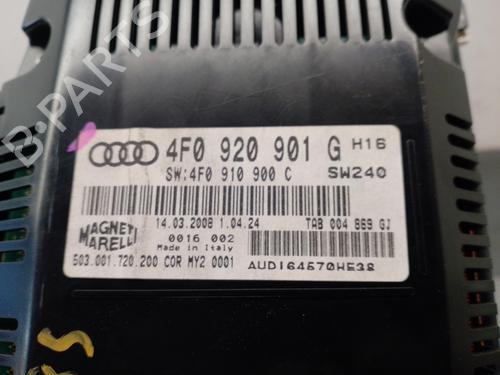 4F0 920 901 G H16
SW:4F0 910 900 C SW240
MAGNETI MARELLI
14.03.2008 1.04.24 TAB 004 869 GJ
0016 002
Made in Italy
503.001.720.200 COR MY2 0001 AUDI64570HE38
B-PARTS